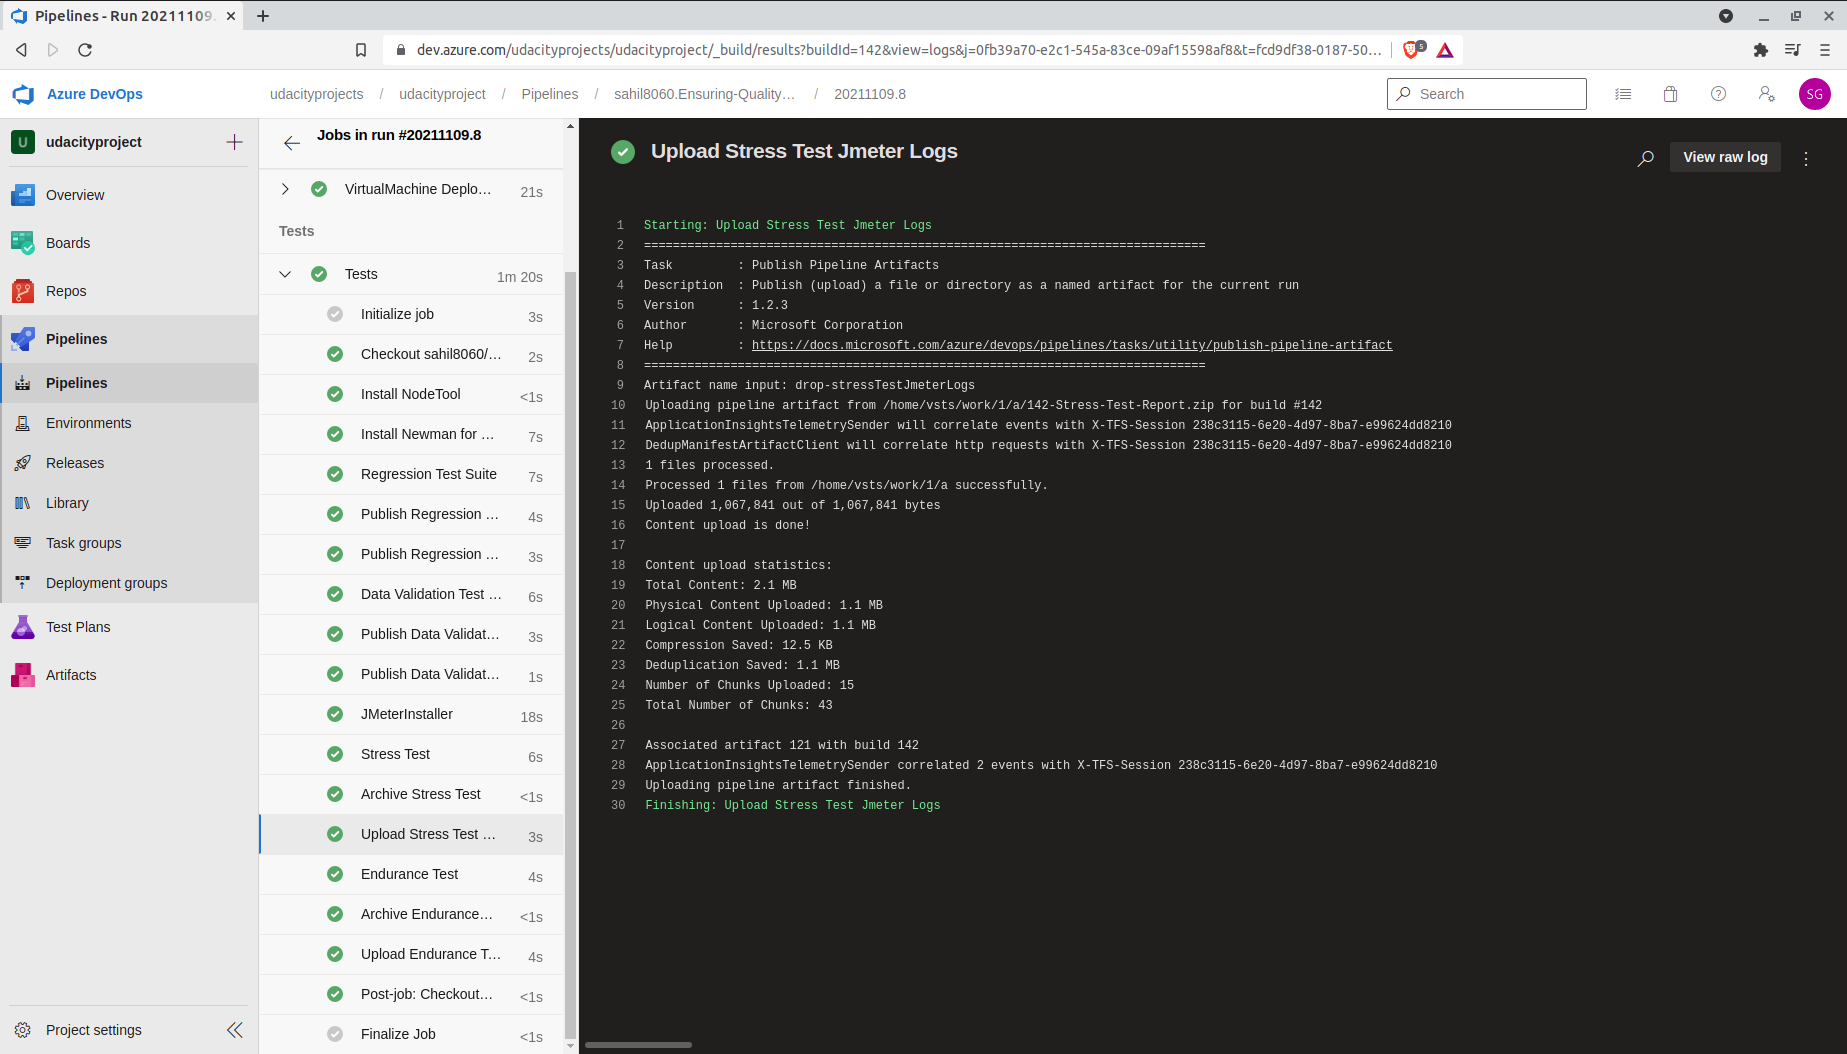 Pipelines - Run 20211109.
dev.azure.com/udacityprojects/udacityproject/_build/results?buildId=142&view=logs&j=0fb39a70-e2c1-545a-83ce-09af15598af8&t=fcd9df38-0187-50...
5
Azure DevOps
udacityprojects / udacityproject / Pipelines / sahil8060.Ensuring-Quality... / 20211109.8
Search
SG
U
udacityproject
Overview
Boards
Repos
Pipelines
Pipelines
Environments
Releases
Library
Task groups
Deployment groups
Test Plans
Artifacts
Project settings
Jobs in run #20211109.8
VirtualMachine Deplo... 21s
Tests
Tests 1m 20s
Initialize job 3s
Checkout sahil8060/... 2s
Install NodeTool <1s
Install Newman for ... 7s
Regression Test Suite 7s
Publish Regression ... 4s
Publish Regression ... 3s
Data Validation Test ... 6s
Publish Data Validat... 3s
Publish Data Validat... 1s
JMeterInstaller 18s
Stress Test 6s
Archive Stress Test <1s
Upload Stress Test ... 3s
Endurance Test 4s
Archive Endurance... <1s
Upload Endurance T... 4s
Post-job: Checkout... <1s
Finalize Job <1s
Upload Stress Test Jmeter Logs
View raw log
1 Starting: Upload Stress Test Jmeter Logs
2 ==============================================================================
3 Task         : Publish Pipeline Artifacts
4 Description  : Publish (upload) a file or directory as a named artifact for the current run
5 Version      : 1.2.3
6 Author       : Microsoft Corporation
7 Help         : https://docs.microsoft.com/azure/devops/pipelines/tasks/utility/publish-pipeline-artifact
8 ==============================================================================
9 Artifact name input: drop-stressTestJmeterLogs
10 Uploading pipeline artifact from /home/vsts/work/1/a/142-Stress-Test-Report.zip for build #142
11 ApplicationInsightsTelemetrySender will correlate events with X-TFS-Session 238c3115-6e20-4d97-8ba7-e99624dd8210
12 DedupManifestArtifactClient will correlate http requests with X-TFS-Session 238c3115-6e20-4d97-8ba7-e99624dd8210
13 1 files processed.
14 Processed 1 files from /home/vsts/work/1/a successfully.
15 Uploaded 1,067,841 out of 1,067,841 bytes
16 Content upload is done!
17
18 Content upload statistics:
19 Total Content: 2.1 MB
20 Physical Content Uploaded: 1.1 MB
21 Logical Content Uploaded: 1.1 MB
22 Compression Saved: 12.5 KB
23 Deduplication Saved: 1.1 MB
24 Number of Chunks Uploaded: 15
25 Total Number of Chunks: 43
26
27 Associated artifact 121 with build 142
28 ApplicationInsightsTelemetrySender correlated 2 events with X-TFS-Session 238c3115-6e20-4d97-8ba7-e99624dd8210
29 Uploading pipeline artifact finished.
30 Finishing: Upload Stress Test Jmeter Logs